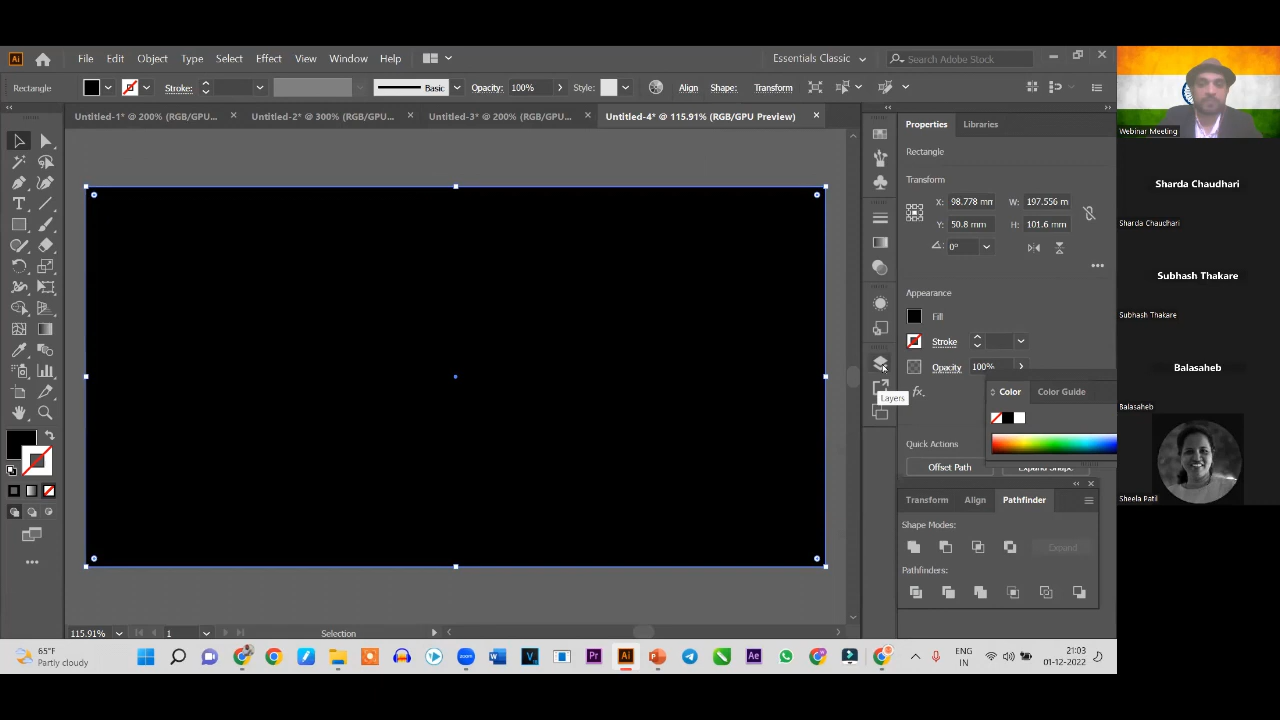 Ai File Edit Object Type Select Effect View Window Help Essentials Classic Search Adobe Stock
Rectangle Stroke: Basic Opacity: 100% Style: Align Shape: Transform
Untitled-1* @ 200% (RGB/GPU... Untitled-2* @ 300% (RGB/GPU... Untitled-3* @ 200% (RGB/GPU... Untitled-4* @ 115.91% (RGB/GPU Preview)
Properties Libraries
Rectangle
Transform
X: 98.778 mm W: 197.556 m
Y: 50.8 mm H: 101.6 mm
0°
Appearance
Fill
Stroke
Opacity 100%
Layers
fx.
Color Color Guide
Quick Actions
Offset Path Expand Shape
Transform Align Pathfinder
Shape Modes:
Expand
Pathfinders:
115.91% 1 Selection
65°F
Partly cloudy
W Pr Ai P Ae
ENG
IN
21:03
01-12-2022
Webinar Meeting
Sharda Chaudhari
Sharda Chaudhari
Subhash Thakare
Subhash Thakare
Balasaheb
Balasaheb
Sheela Patil